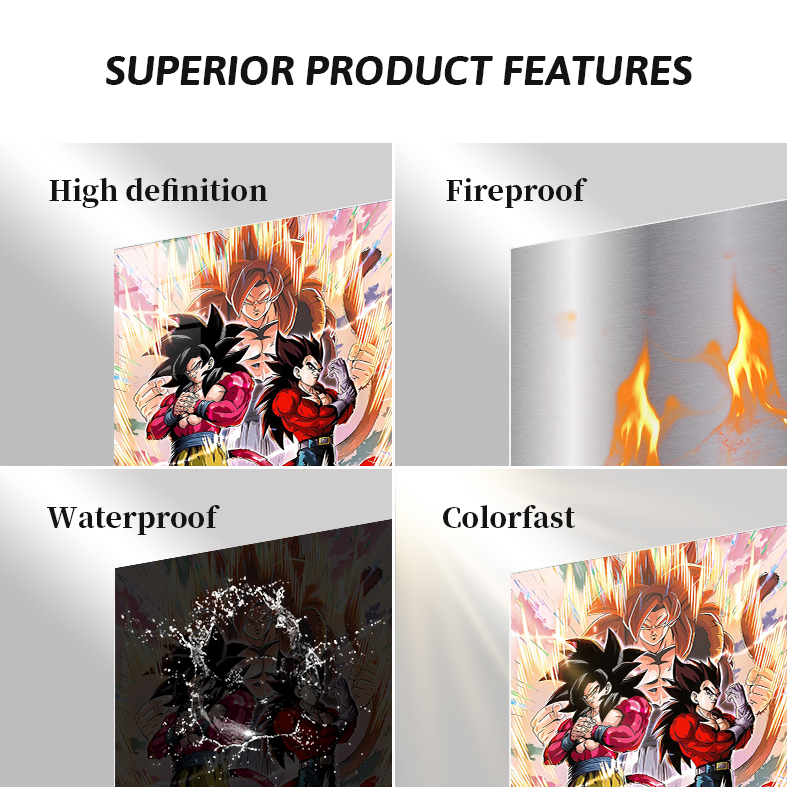 SUPERIOR PRODUCT FEATURES
High definition
Fireproof
Waterproof
Colorfast